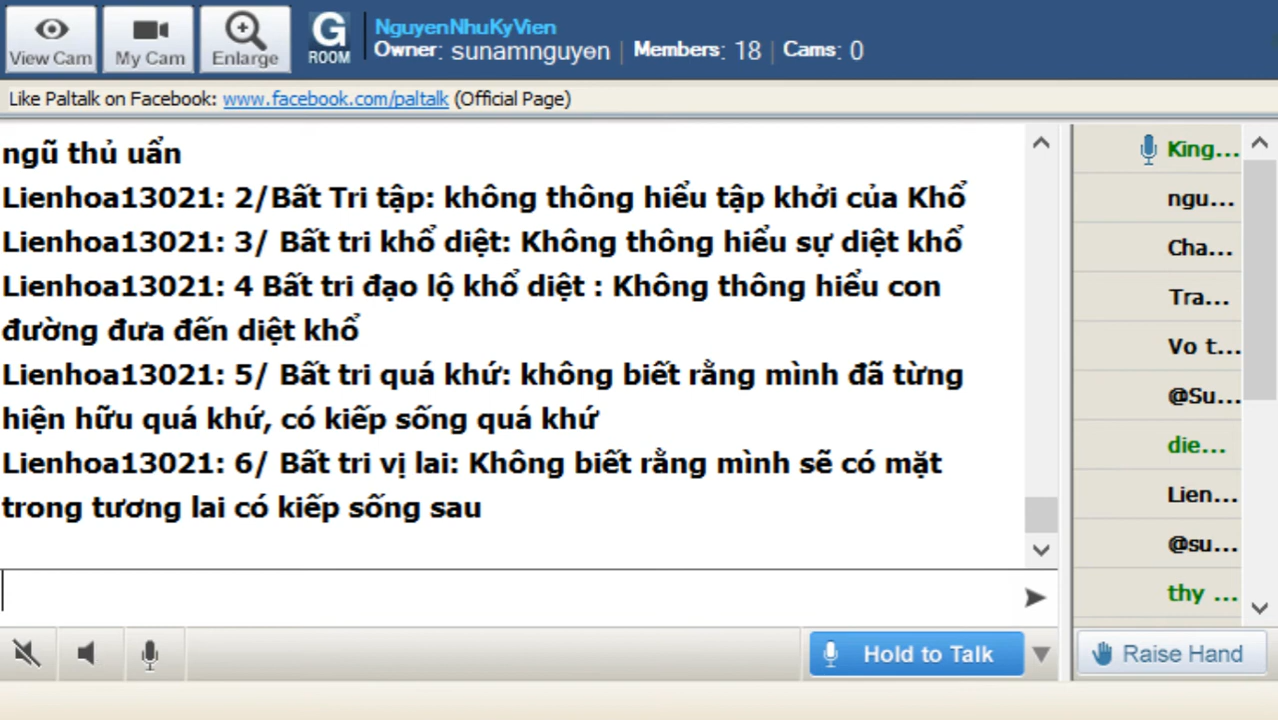 View Cam
My Cam
Enlarge
G
ROOM
NguyenNhuKyVien
Owner: sunamnguyen | Members: 18 | Cams: 0
Like Paltalk on Facebook: www.facebook.com/paltalk (Official Page)
ngũ thủ uẩn
Lienhoa13021: 2/Bất Tri tập: không thông hiểu tập khởi của Khổ
Lienhoa13021: 3/ Bất tri khổ diệt: Không thông hiểu sự diệt khổ
Lienhoa13021: 4 Bất tri đạo lộ khổ diệt : Không thông hiểu con
đường đưa đến diệt khổ
Lienhoa13021: 5/ Bất tri quá khứ: không biết rằng mình đã từng
hiện hữu quá khứ, có kiếp sống quá khứ
Lienhoa13021: 6/ Bất tri vị lai: Không biết rằng mình sẽ có mặt
trong tương lai có kiếp sống sau
King...
ngu...
Cha...
Tra...
Vo t...
@Su...
die...
Lien...
@su...
thy ...
Hold to Talk
Raise Hand